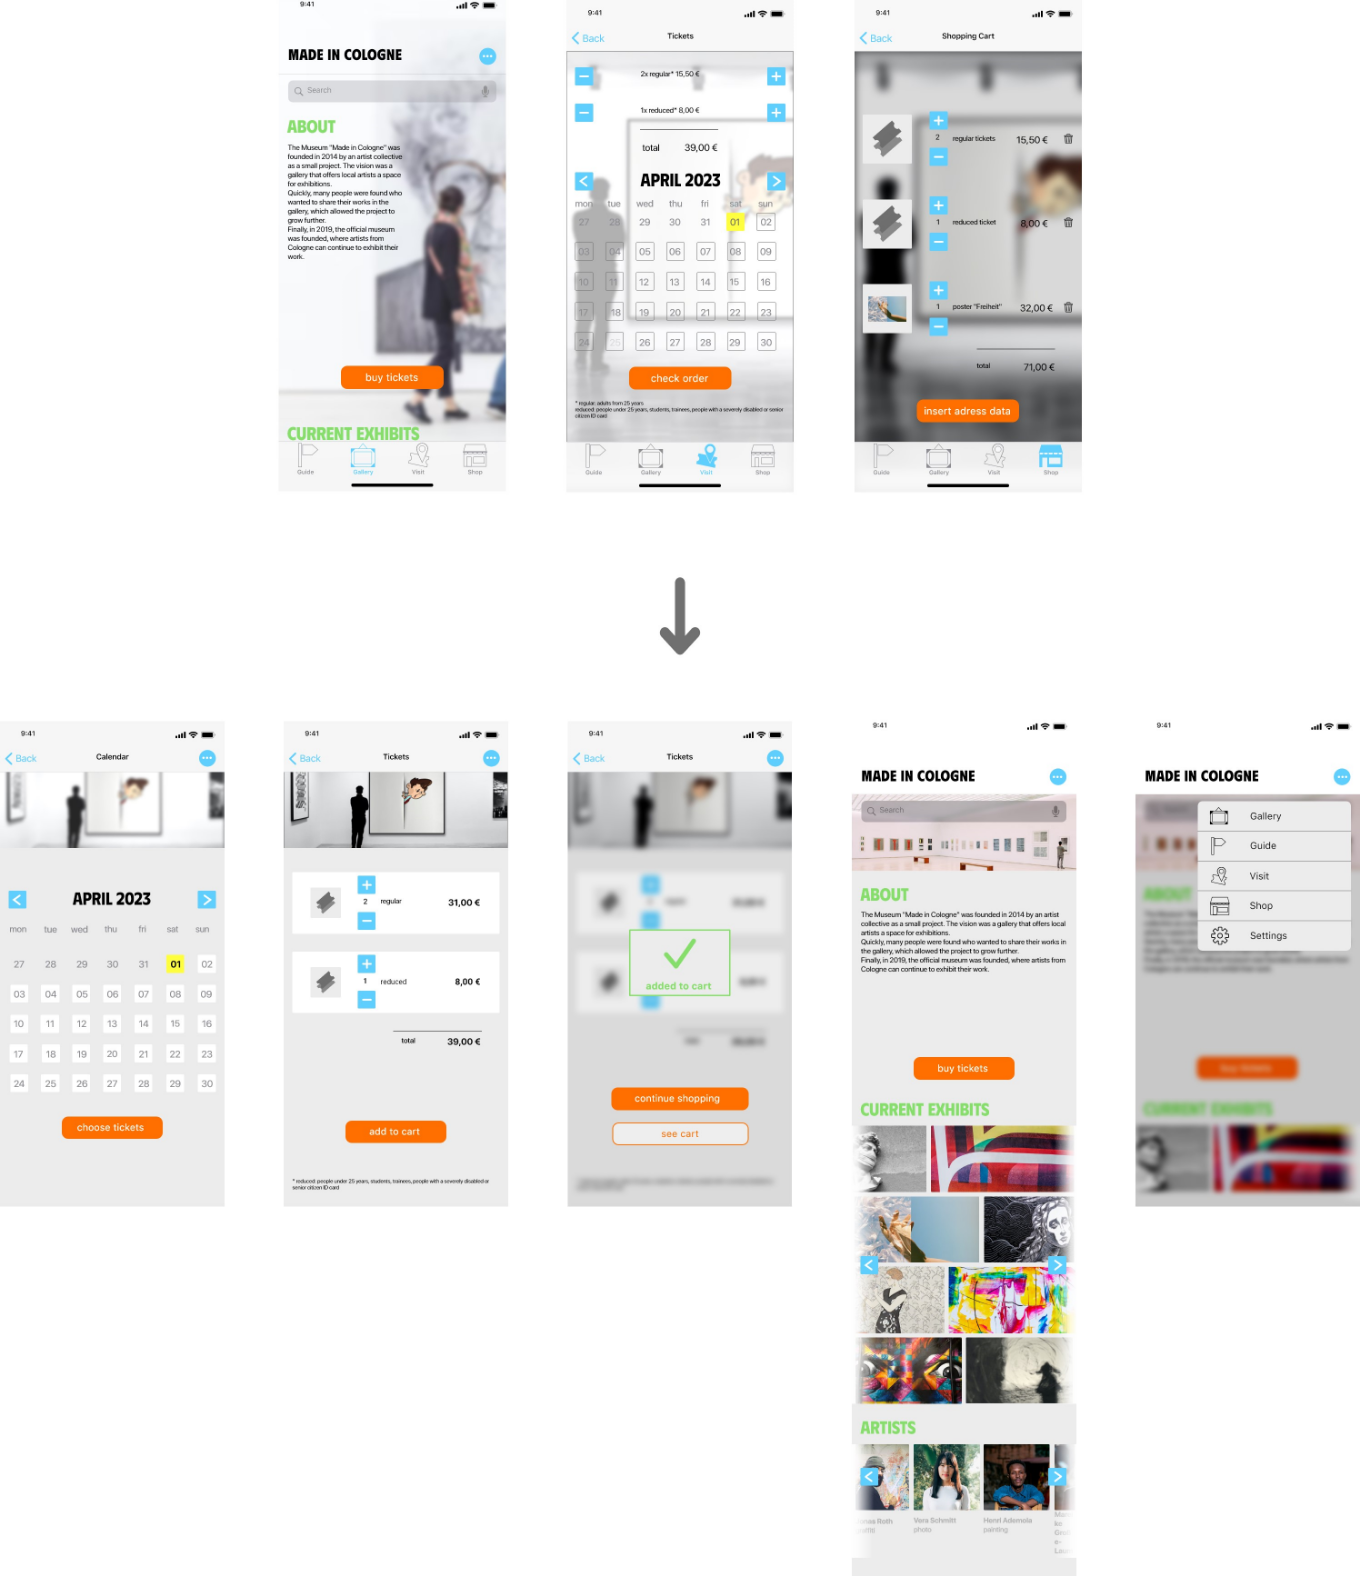 9:41
MADE IN COLOGNE
Search
ABOUT
The Museum "Made in Cologne" was
founded in 2014 by an artist collective
as a small project. The vision was a
gallery that offers local artists a space
for exhibitions.
Quickly, many people were found who
wanted to share their works in the
gallery, which allowed the project to
grow further.
Finally, in 2019, the official museum
was founded, where artists from
Cologne can continue to exhibit their
work.
buy tickets
CURRENT EXHIBITS
Guide Gallery Visit Shop
9:41
Back Tickets
2x regular* 15,50 €
1x reduced* 8,00 €
total 39,00 €
APRIL 2023
mon tue wed thu fri sat sun
27 28 29 30 31 01 02
03 04 05 06 07 08 09
10 11 12 13 14 15 16
17 18 19 20 21 22 23
24 25 26 27 28 29 30
check order
* regular: adults from 25 years
reduced: people under 25 years, students, trainees, people with a severely disabled or senior
citizen ID card
Guide Gallery Visit Shop
9:41
Back Shopping Cart
2 regular tickets 15,50 €
1 reduced ticket 8,00 €
1 poster "Freiheit" 32,00 €
total 71,00 €
insert adress data
Guide Gallery Visit Shop
9:41
Back Calendar
APRIL 2023
mon tue wed thu fri sat sun
27 28 29 30 31 01 02
03 04 05 06 07 08 09
10 11 12 13 14 15 16
17 18 19 20 21 22 23
24 25 26 27 28 29 30
choose tickets
9:41
Back Tickets
2 regular 31,00 €
1 reduced 8,00 €
total 39,00 €
add to cart
* reduced: people under 25 years, students, trainees, people with a severely disabled or
senior citizen ID card
9:41
Back Tickets
added to cart
continue shopping
see cart
9:41
MADE IN COLOGNE
Search
ABOUT
The Museum "Made in Cologne" was founded in 2014 by an artist
collective as a small project. The vision was a gallery that offers local
artists a space for exhibitions.
Quickly, many people were found who wanted to share their works in
the gallery, which allowed the project to grow further.
Finally, in 2019, the official museum was founded, where artists from
Cologne can continue to exhibit their work.
buy tickets
CURRENT EXHIBITS
ARTISTS
Roth Vera Schmitt Henri Ademola
photo painting
9:41
MADE IN COLOGNE
Gallery
Guide
Visit
Shop
Settings
ABOUT
buy tickets
CURRENT EXHIBITS